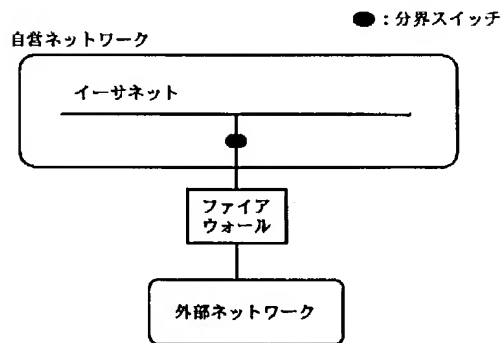 ●:分界スイッチ
自営ネットワーク
イーサネット
ファイア
ウォール
外部ネットワーク